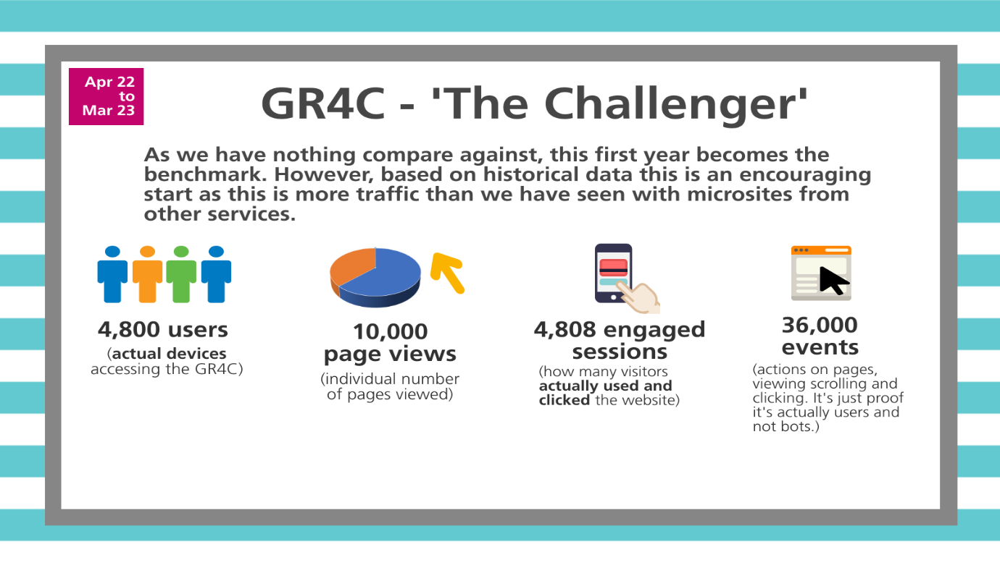 Apr 22
to
Mar 23
GR4C - 'The Challenger'
As we have nothing compare against, this first year becomes the
benchmark. However, based on historical data this is an encouraging
start as this is more traffic than we have seen with microsites from
other services.
4,800 users
(actual devices
accessing the GR4C)
10,000
page views
(individual number
of pages viewed)
4,808 engaged
sessions
(how many visitors
actually used and
clicked the website)
36,000
events
(actions on pages,
viewing scrolling and
clicking. It's just proof
it's actually users and
not bots.)